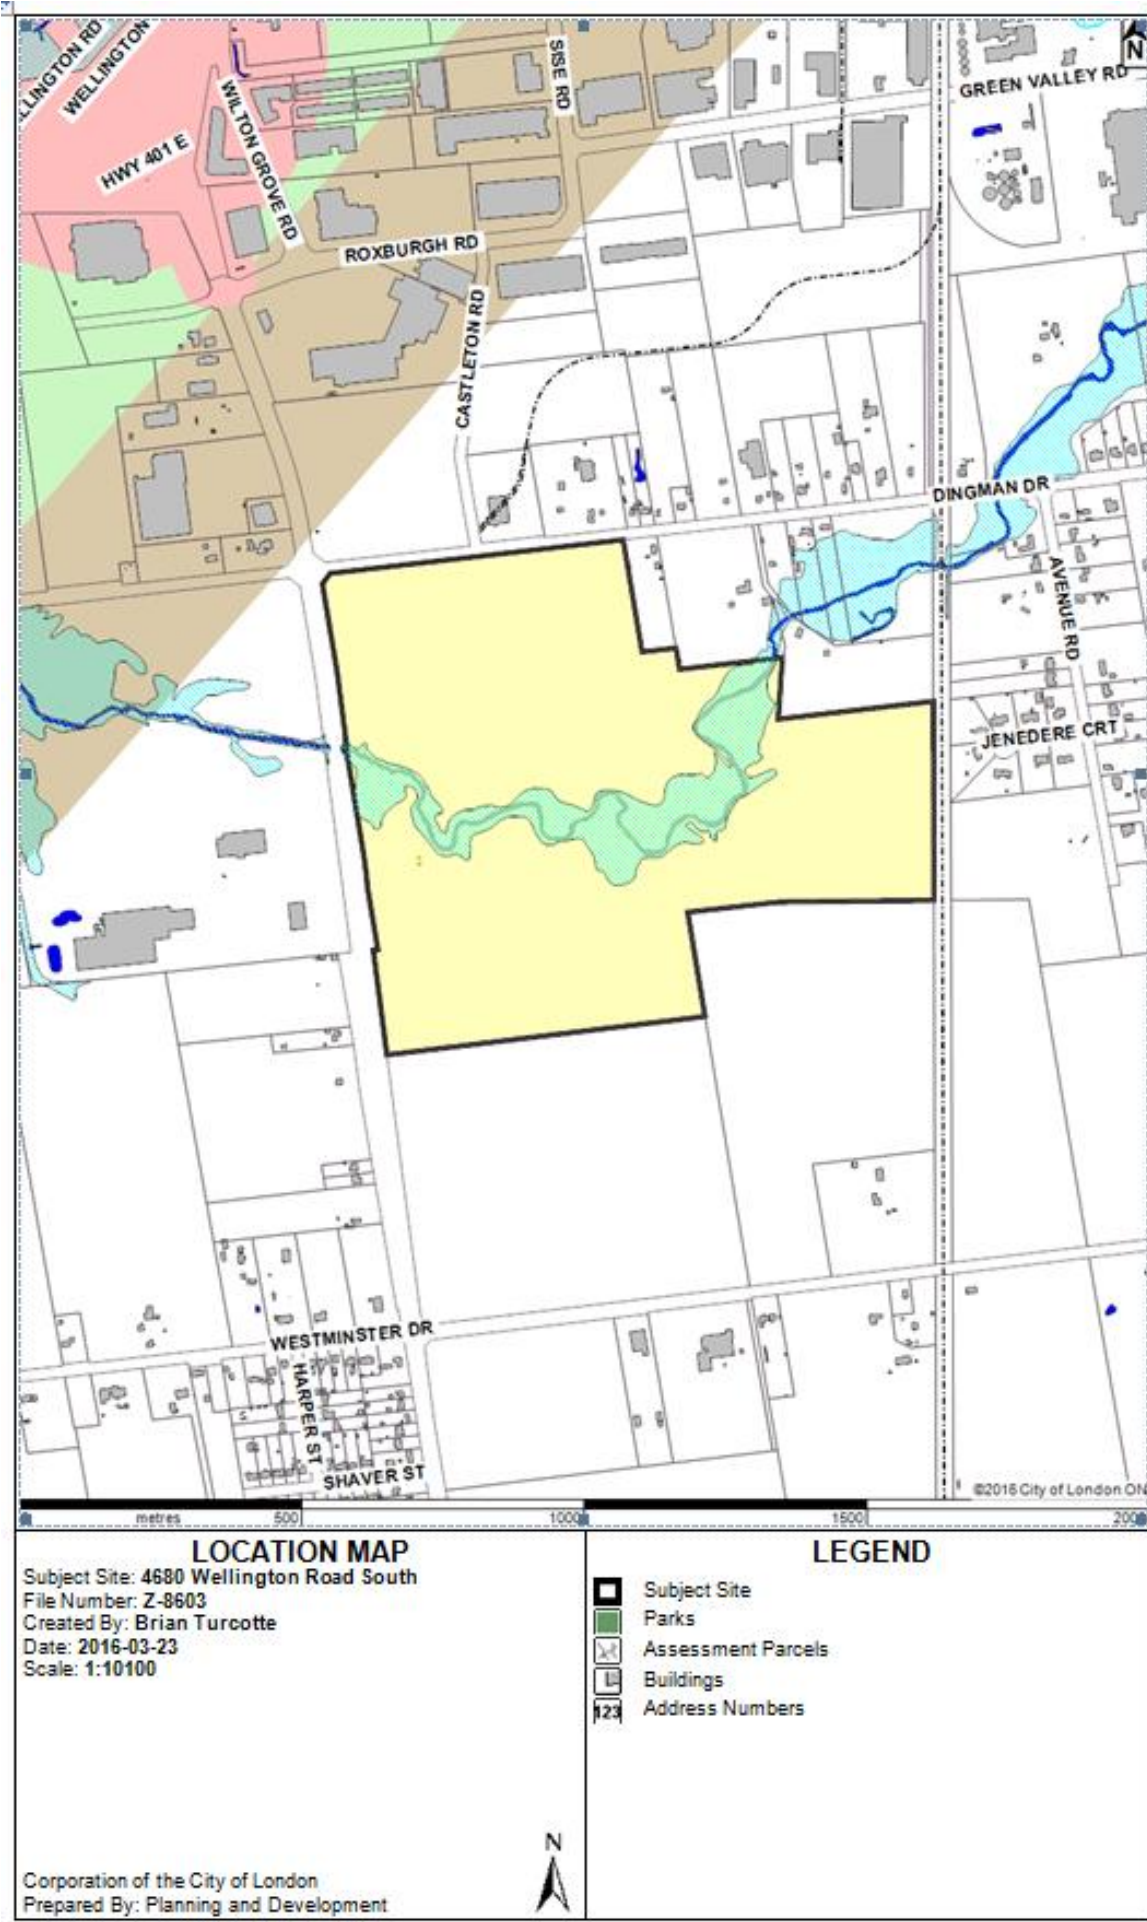 LLINGTON RD
WELLINGTON
HWY 401 E
WILTON GROVE RD
SISE RD
N
GREEN VALLEY RD
ROXBURGH RD
CASTLETON RD
DINGMAN DR
AVENUE RD
JENEDERE CRT
WESTMINSTER DR
HARPER ST
SHAVER ST
©2016 City of London ON
0 metres 500 1000 1500 2000
LOCATION MAP
Subject Site: 4680 Wellington Road South
File Number: Z-8603
Created By: Brian Turcotte
Date: 2016-03-23
Scale: 1:10100
N
Corporation of the City of London
Prepared By: Planning and Development
LEGEND
Subject Site
Parks
Assessment Parcels
Buildings
123 Address Numbers